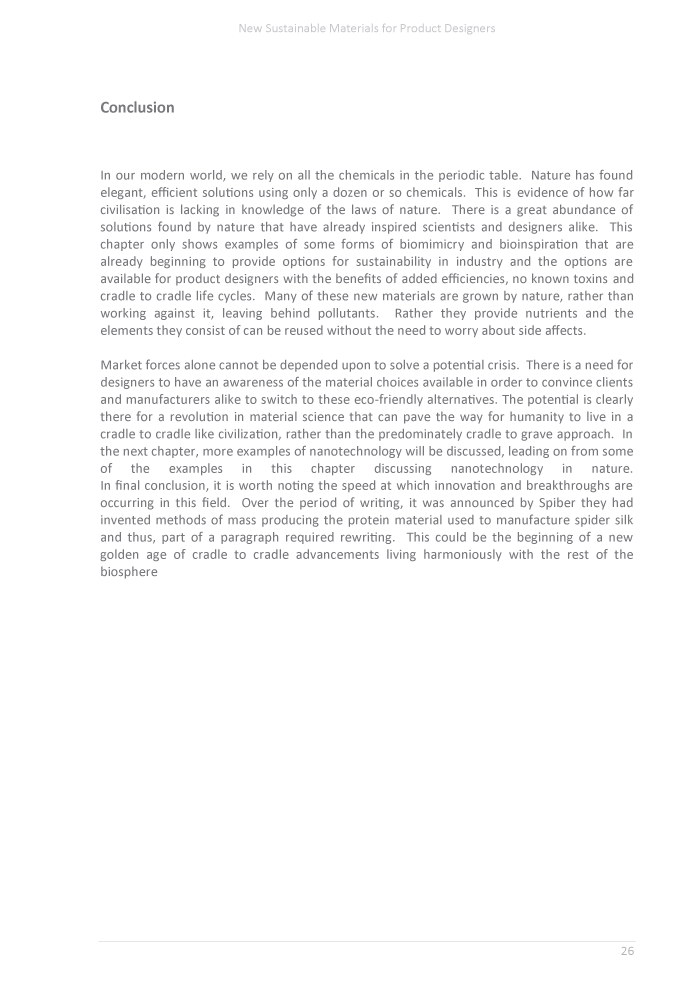 New Sustainable Materials for Product Designers
Conclusion
In our modern world, we rely on all the chemicals in the periodic table.  Nature has found
elegant, efficient solutions using only a dozen or so chemicals.  This is evidence of how far
civilisation is lacking in knowledge of the laws of nature.  There is a great abundance of
solutions found by nature that have already inspired scientists and designers alike.  This
chapter only shows examples of some forms of biomimicry and bioinspiration that are
already beginning to provide options for sustainability in industry and the options are
available for product designers with the benefits of added efficiencies, no known toxins and
cradle to cradle life cycles.  Many of these new materials are grown by nature, rather than
working against it, leaving behind pollutants.  Rather they provide nutrients and the
elements they consist of can be reused without the need to worry about side affects.
Market forces alone cannot be depended upon to solve a potential crisis.  There is a need for
designers to have an awareness of the material choices available in order to convince clients
and manufacturers alike to switch to these eco-friendly alternatives. The potential is clearly
there for a revolution in material science that can pave the way for humanity to live in a
cradle to cradle like civilization, rather than the predominately cradle to grave approach.  In
the next chapter, more examples of nanotechnology will be discussed, leading on from some
of the examples in this chapter discussing nanotechnology in nature.
In final conclusion, it is worth noting the speed at which innovation and breakthroughs are
occurring in this field.  Over the period of writing, it was announced by Spiber they had
invented methods of mass producing the protein material used to manufacture spider silk
and thus, part of a paragraph required rewriting.  This could be the beginning of a new
golden age of cradle to cradle advancements living harmoniously with the rest of the
biosphere
26